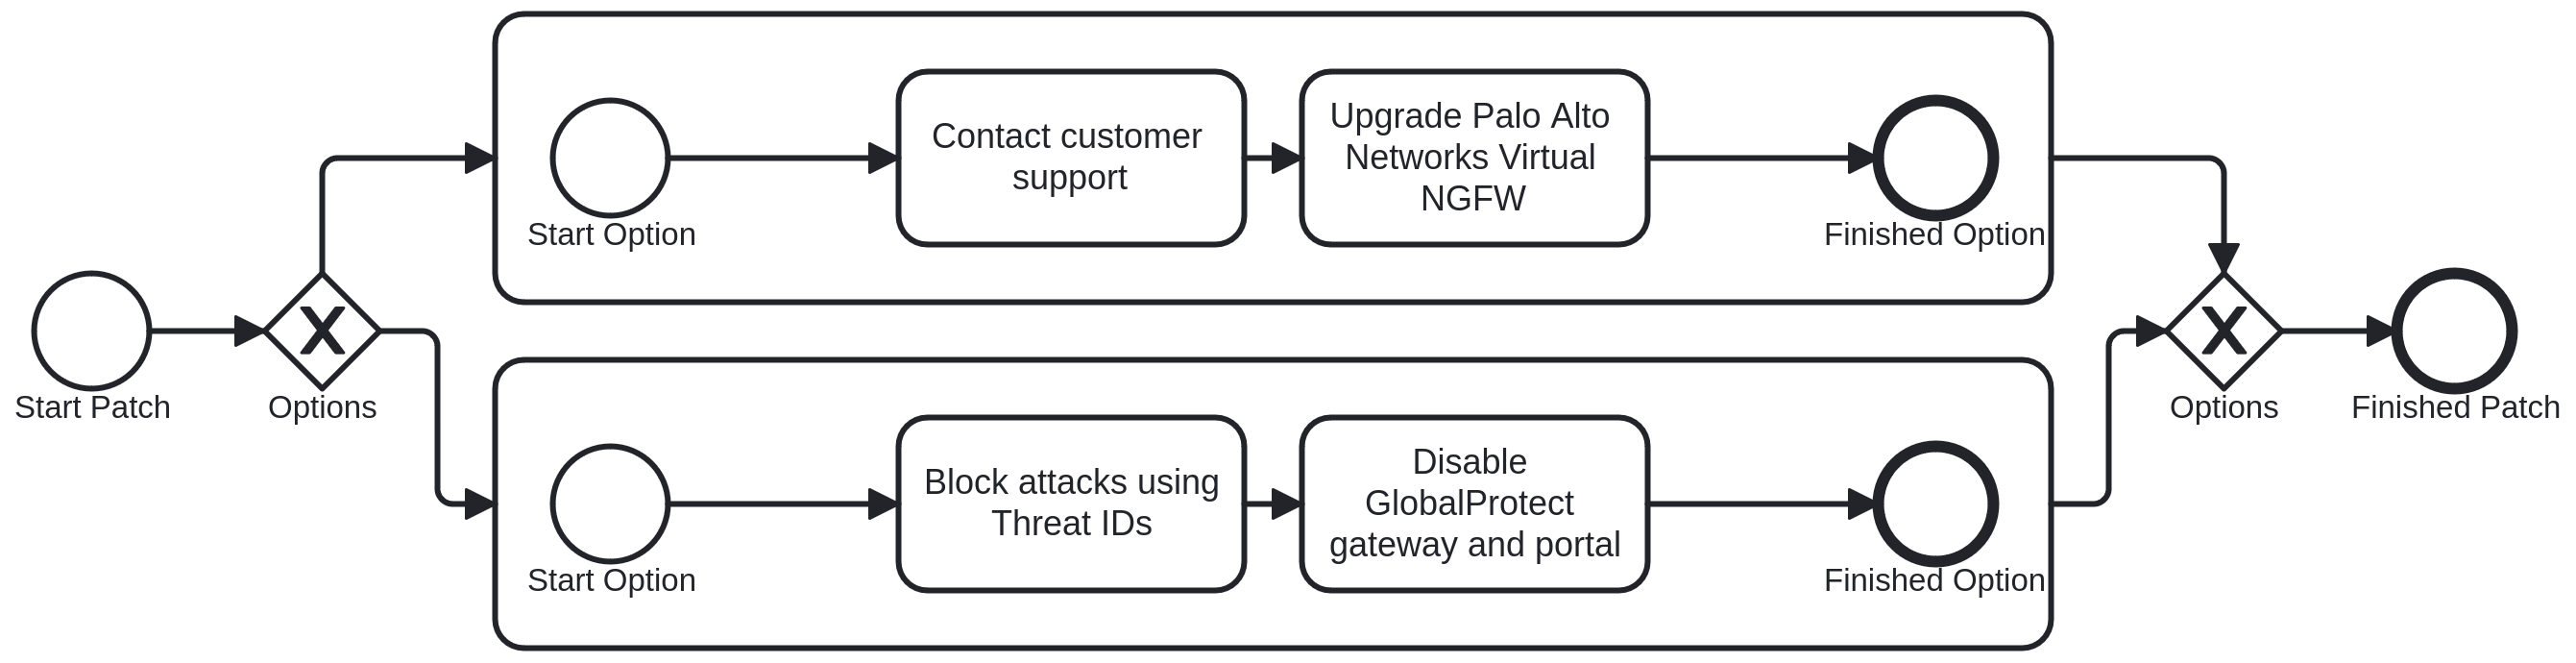 Start Patch
Options
Start Option
Contact customer
support
Upgrade Palo Alto
Networks Virtual
NGFW
Finished Option
Start Option
Block attacks using
Threat IDs
Disable
GlobalProtect
gateway and portal
Finished Option
Options
Finished Patch